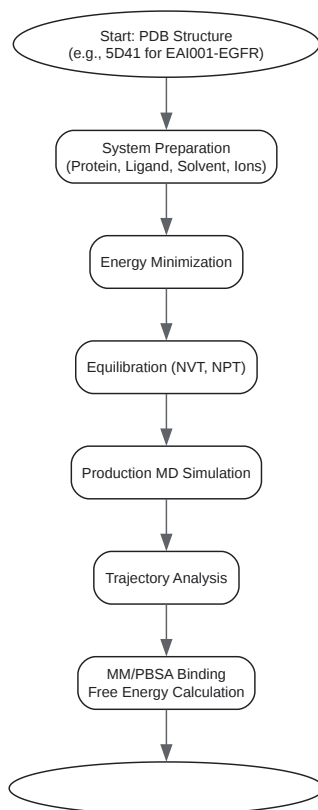 Start: PDB Structure
(e.g., 5D41 for EAI001-EGFR)
System Preparation
(Protein, Ligand, Solvent, Ions)
Energy Minimization
Equilibration (NVT, NPT)
Production MD Simulation
Trajectory Analysis
MM/PBSA Binding
Free Energy Calculation